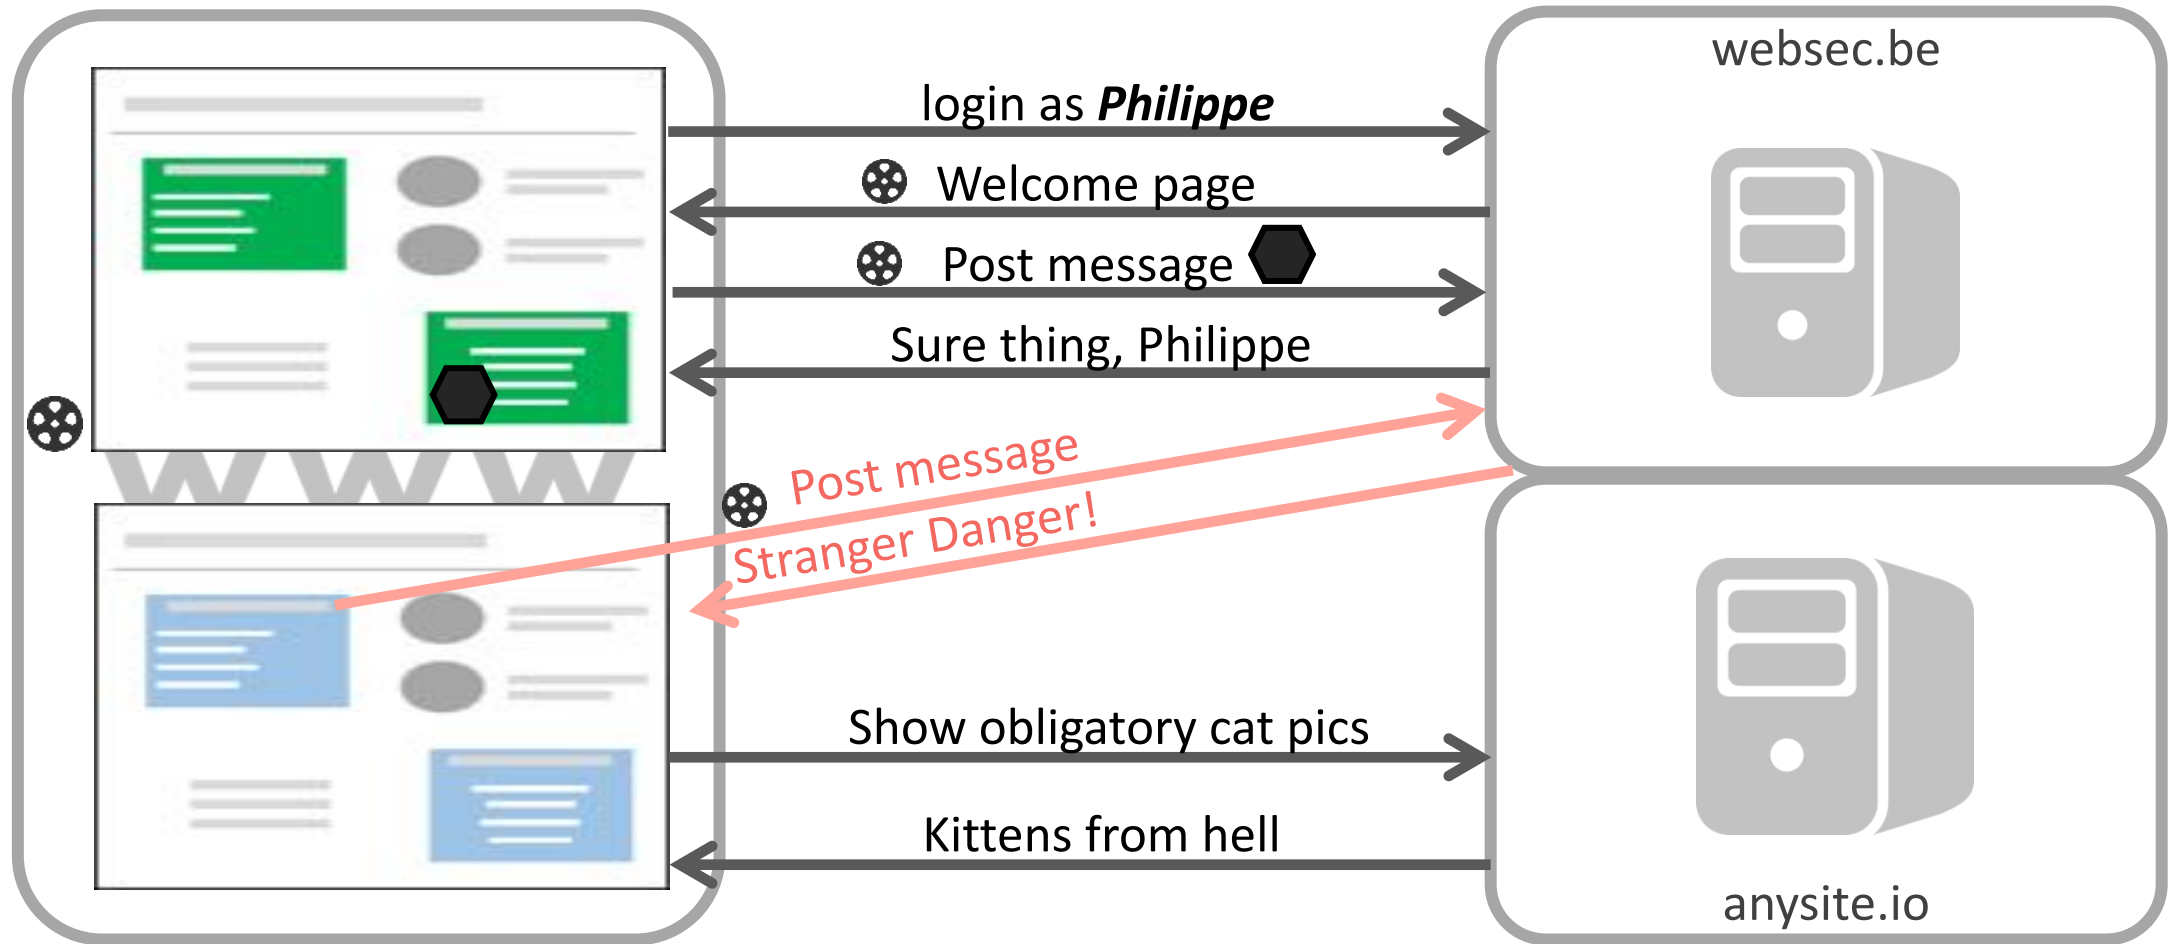 websec.be
login as Philippe
Welcome page
Post message
Sure thing, Philippe
www
Post message
Stranger Danger!
Show obligatory cat pics
Kittens from hell
anysite.io